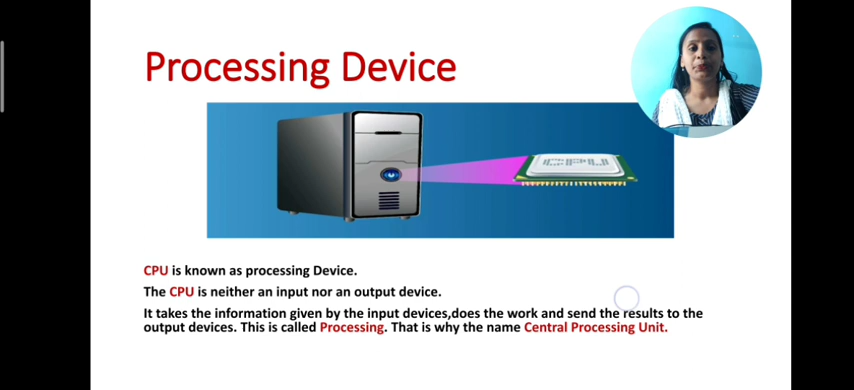 Processing Device
CPU
CPU is known as processing Device.
The CPU is neither an input nor an output device.
It takes the information given by the input devices,does the work and send the results to the
output devices. This is called Processing. That is why the name Central Processing Unit.